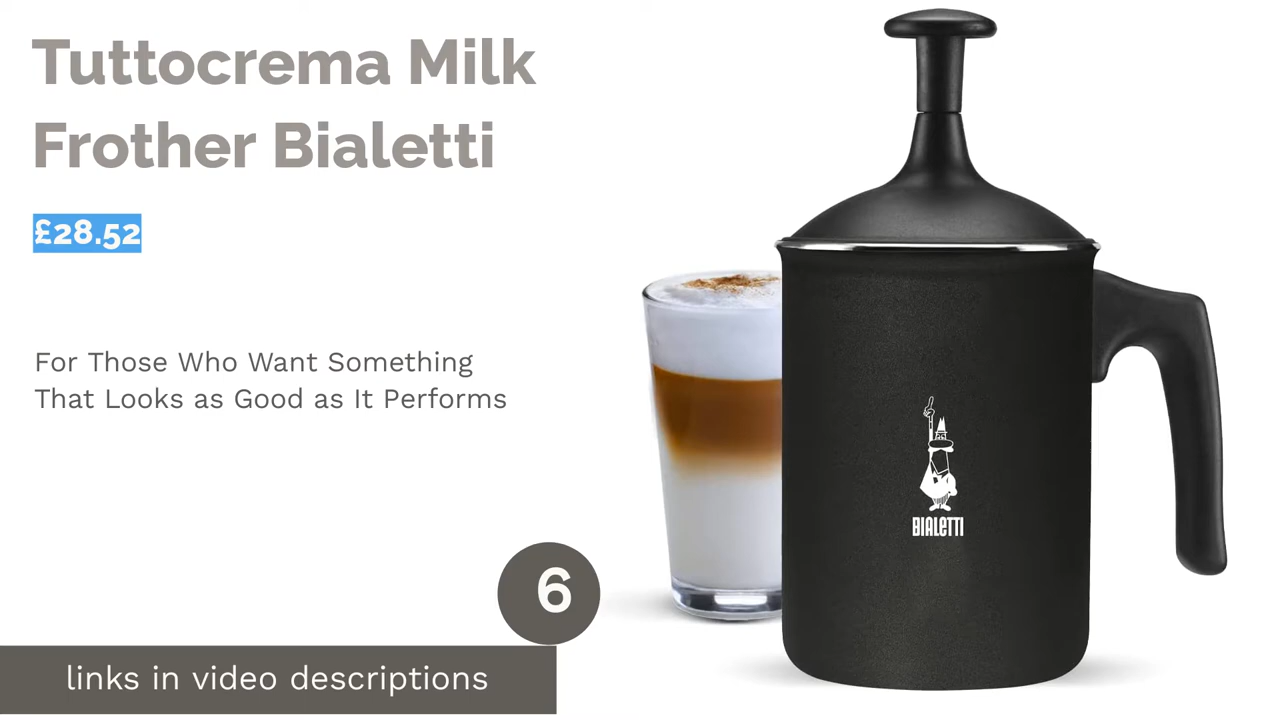 Tuttocrema Milk
Frother Bialetti
£28.52
For Those Who Want Something
That Looks as Good as It Performs
6
links in video descriptions
BIALETTI